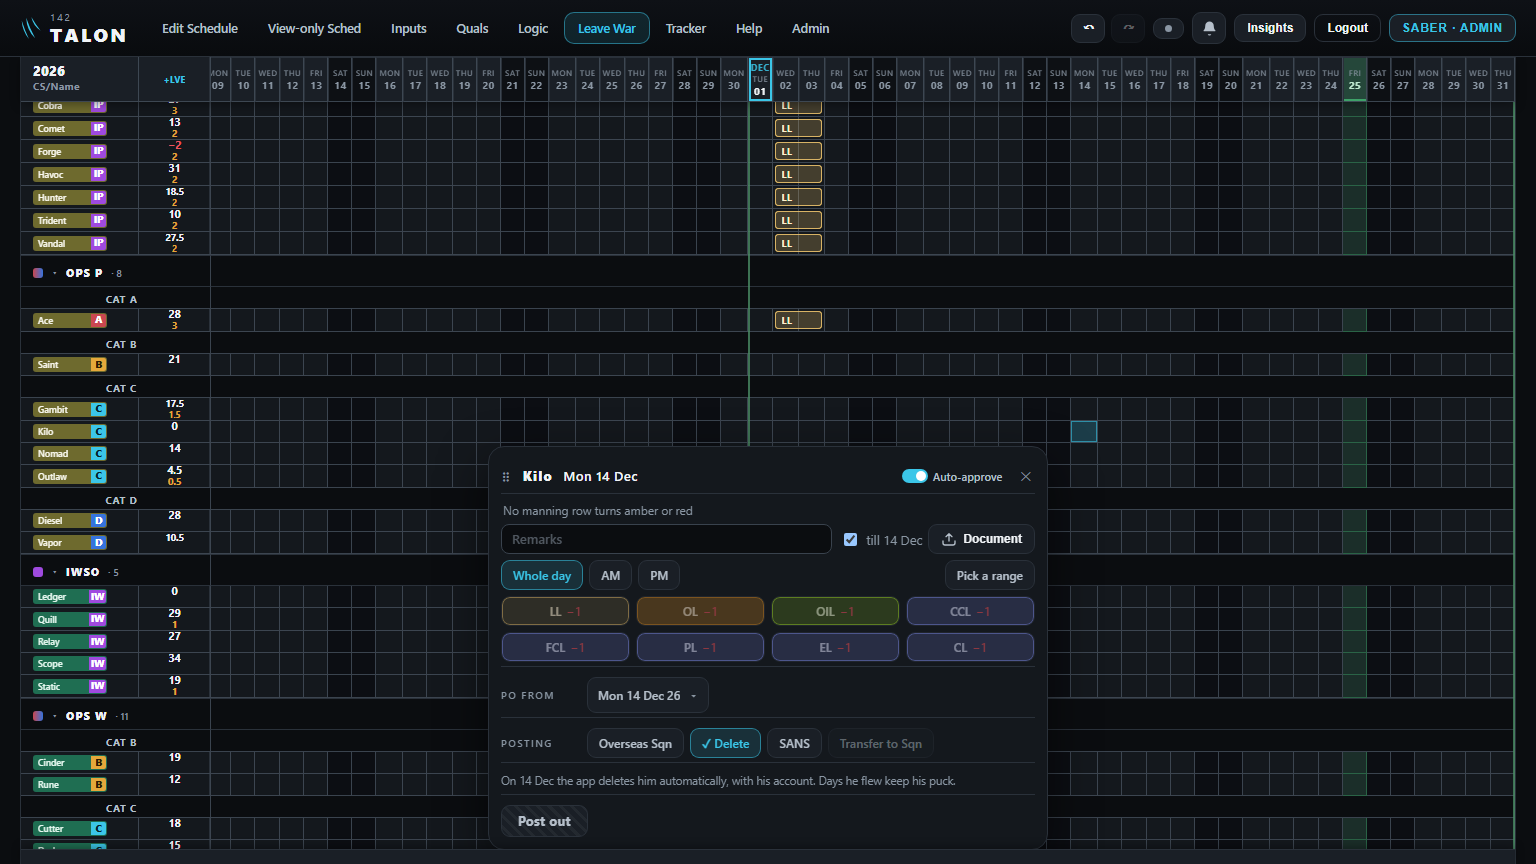 142
TALON
Edit Schedule
View-only Sched
Inputs
Quals
Logic
Leave War
Tracker
Help
Admin
Insights
Logout
SABER · ADMIN
2026
CS/Name
+LVE
MON 09
TUE 10
WED 11
THU 12
FRI 13
SAT 14
SUN 15
MON 16
TUE 17
WED 18
THU 19
FRI 20
SAT 21
SUN 22
MON 23
TUE 24
WED 25
THU 26
FRI 27
SAT 28
SUN 29
MON 30
DEC TUE 01
WED 02
THU 03
FRI 04
SAT 05
SUN 06
MON 07
TUE 08
WED 09
THU 10
FRI 11
SAT 12
SUN 13
MON 14
TUE 15
WED 16
THU 17
FRI 18
SAT 19
SUN 20
MON 21
TUE 22
WED 23
THU 24
FRI 25
SAT 26
SUN 27
MON 28
TUE 29
WED 30
THU 31
Cobra IP 3 LL
Comet IP 13 2 LL
Forge IP −2 2 LL
Havoc IP 31 2 LL
Hunter IP 18.5 2 LL
Trident IP 10 2 LL
Vandal IP 27.5 2 LL
OPS P · 8
CAT A
Ace A 28 3 LL
CAT B
Saint B 21
CAT C
Gambit C 17.5 1.5
Kilo C 0
Nomad C 14
Outlaw C 4.5 0.5
CAT D
Diesel D 28
Vapor D 10.5
IWSO · 5
Ledger IW 0
Quill IW 29 1
Relay IW 27
Scope IW 34
Static IW 19 1
OPS W · 11
CAT B
Cinder B 19
Rune B 12
CAT C
Cutter C 18
15
Kilo Mon 14 Dec
Auto-approve
No manning row turns amber or red
Remarks
till 14 Dec
Document
Whole day
AM
PM
Pick a range
LL −1
OL −1
OIL −1
CCL −1
FCL −1
PL −1
EL −1
CL −1
PO FROM
Mon 14 Dec 26
POSTING
Overseas Sqn
✓ Delete
SANS
Transfer to Sqn
On 14 Dec the app deletes him automatically, with his account. Days he flew keep his puck.
Post out